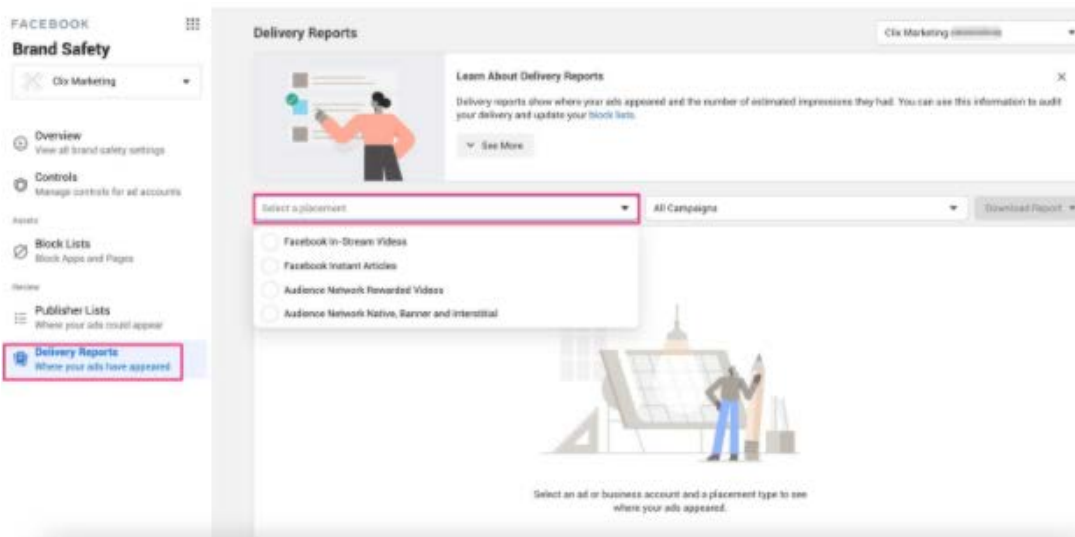 FACEBOOK
Brand Safety
Clix Marketing
Overview
View all brand safety settings
Controls
Manage controls for ad accounts
Assets
Block Lists
Block Apps and Pages
Review
Publisher Lists
Where your ads could appear
Delivery Reports
Where your ads have appeared
Delivery Reports
Clix Marketing
Learn About Delivery Reports
Delivery reports show where your ads appeared and the number of estimated impressions they had. You can use this information to audit
your delivery and update your block lists.
See More
Select a placement
All Campaigns
Download Report
Facebook In-Stream Videos
Facebook Instant Articles
Audience Network Rewarded Videos
Audience Network Native, Banner and Interstitial
Select an ad or business account and a placement type to see
where your ads appeared.